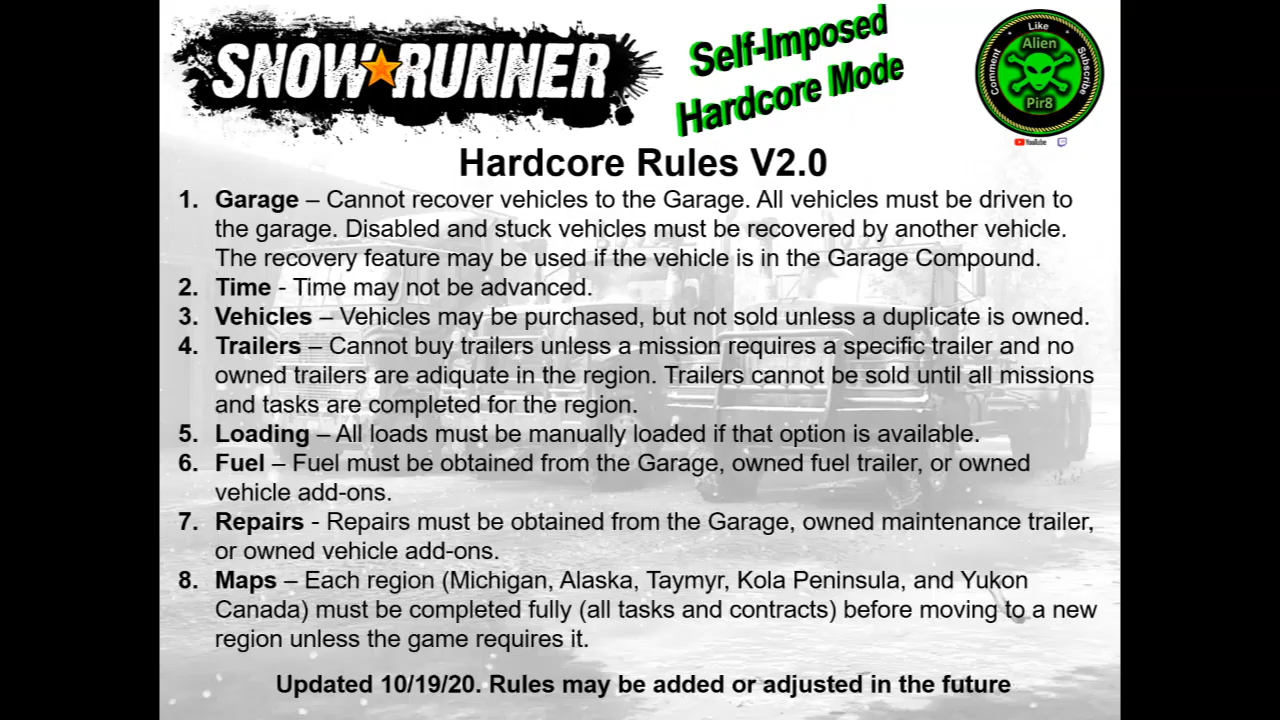 SNOW RUNNER
Self-Imposed
Hardcore Mode
Like
Comment
Subscribe
Alien
Pir8
YouTube
Hardcore Rules V2.0
1. Garage – Cannot recover vehicles to the Garage. All vehicles must be driven to
the garage. Disabled and stuck vehicles must be recovered by another vehicle.
The recovery feature may be used if the vehicle is in the Garage Compound.
2. Time - Time may not be advanced.
3. Vehicles – Vehicles may be purchased, but not sold unless a duplicate is owned.
4. Trailers – Cannot buy trailers unless a mission requires a specific trailer and no
owned trailers are adiquate in the region. Trailers cannot be sold until all missions
and tasks are completed for the region.
5. Loading – All loads must be manually loaded if that option is available.
6. Fuel – Fuel must be obtained from the Garage, owned fuel trailer, or owned
vehicle add-ons.
7. Repairs - Repairs must be obtained from the Garage, owned maintenance trailer,
or owned vehicle add-ons.
8. Maps – Each region (Michigan, Alaska, Taymyr, Kola Peninsula, and Yukon
Canada) must be completed fully (all tasks and contracts) before moving to a new
region unless the game requires it.
Updated 10/19/20. Rules may be added or adjusted in the future